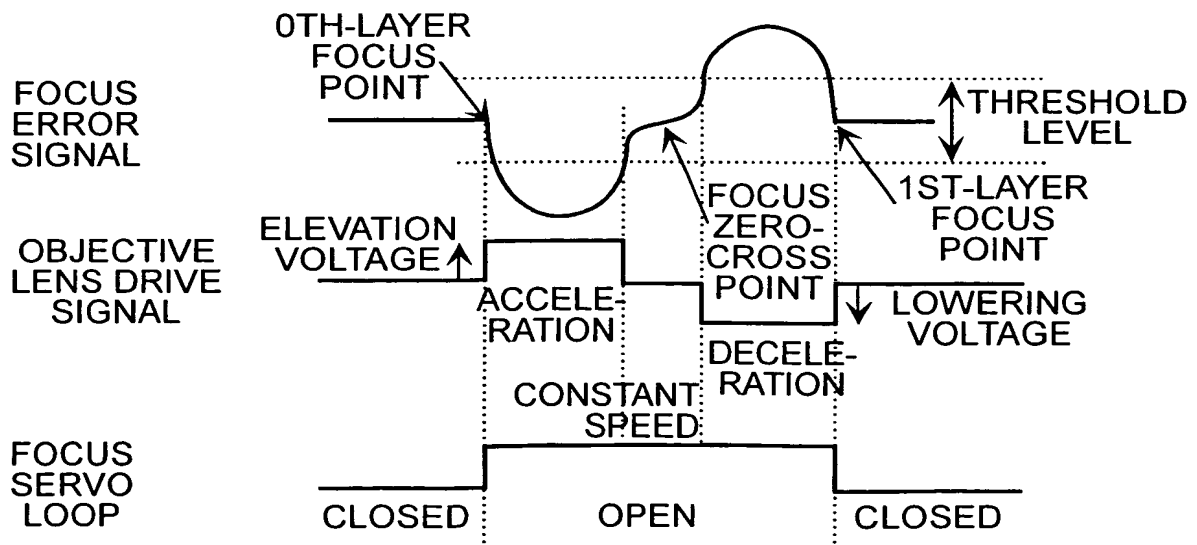 0TH-LAYER
FOCUS
POINT
FOCUS
ERROR
SIGNAL
THRESHOLD
LEVEL
1ST-LAYER
FOCUS
POINT
FOCUS
ZERO-
CROSS
POINT
OBJECTIVE
LENS DRIVE
SIGNAL
ELEVATION
VOLTAGE
ACCELE-
RATION
LOWERING
VOLTAGE
DECELE-
RATION
CONSTANT
SPEED
FOCUS
SERVO
LOOP
CLOSED
OPEN
CLOSED